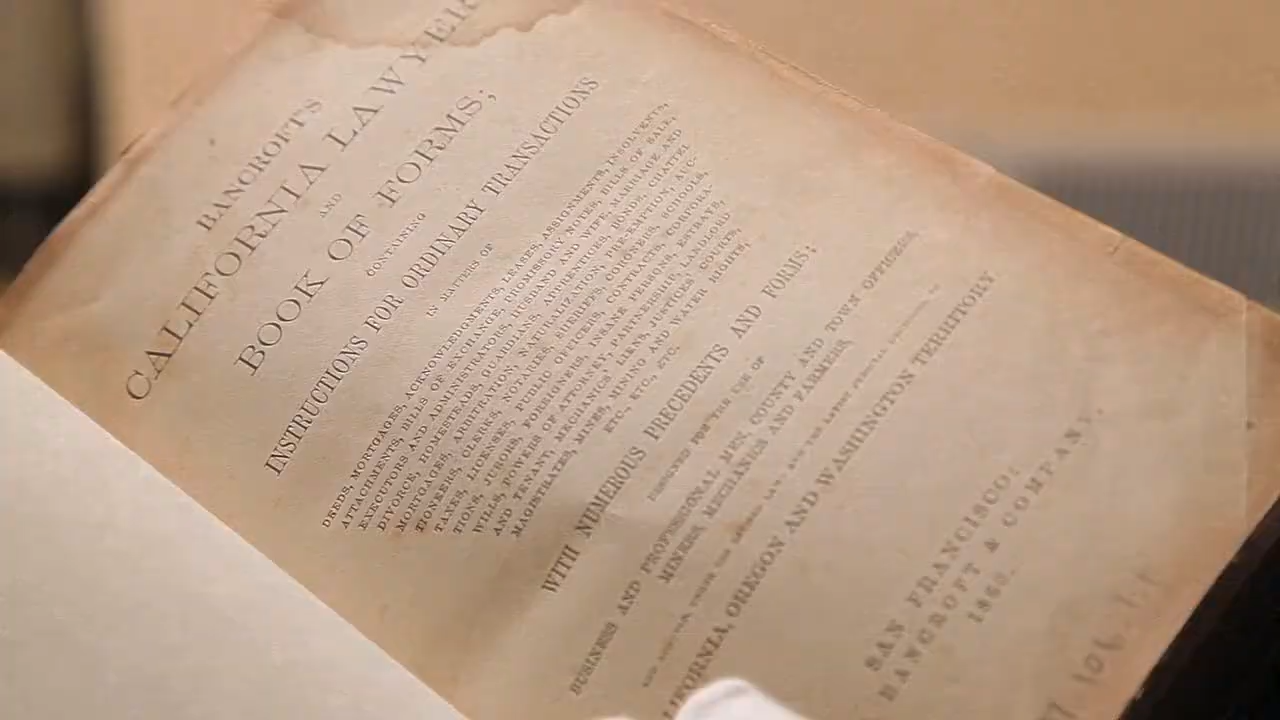 BANCROFT'S
CALIFORNIA LAWYER
AND
BOOK OF FORMS;
CONTAINING
INSTRUCTIONS FOR ORDINARY TRANSACTIONS
IN MATTERS OF
DEEDS, MORTGAGES, ACKNOWLEDGMENTS, LEASES, ASSIGNMENTS, INSOLVENTS,
ATTACHMENTS, BILLS OF EXCHANGE, PROMISSORY NOTES, BILLS OF SALE,
EXECUTORS AND ADMINISTRATORS, HUSBAND AND WIFE, MARRIAGE AND
DIVORCE, HOMESTEADS, GUARDIANS, APPRENTICES, BONDS, CHATTEL
MORTGAGES, ARBITRATION, NATURALIZATION, PRE-EMPTION, AUC-
TIONEERS, CLERKS, NOTARIES, SHERIFFS, CORONERS, SCHOOLS,
TAXES, LICENSES, PUBLIC OFFICERS, CONTRACTS, CORPORA-
TIONS, JURORS, FOREIGNERS, INSANE PERSONS, ESTRAYS,
WILLS, POWERS OF ATTORNEY, PARTNERSHIP, LANDLORD
AND TENANT, MECHANICS' LIENS, JUSTICES' COURTS,
MAGISTRATES, MINES, MINING AND WATER RIGHTS,
ETC., ETC., ETC.
WITH NUMEROUS PRECEDENTS AND FORMS;
DESIGNED FOR THE USE OF
BUSINESS AND PROFESSIONAL MEN, COUNTY AND TOWN OFFICERS,
MINERS, MECHANICS AND FARMERS,
LIFORNIA, OREGON AND WASHINGTON TERRITORY
SAN FRANCISCO:
BANCROFT & COMPANY.